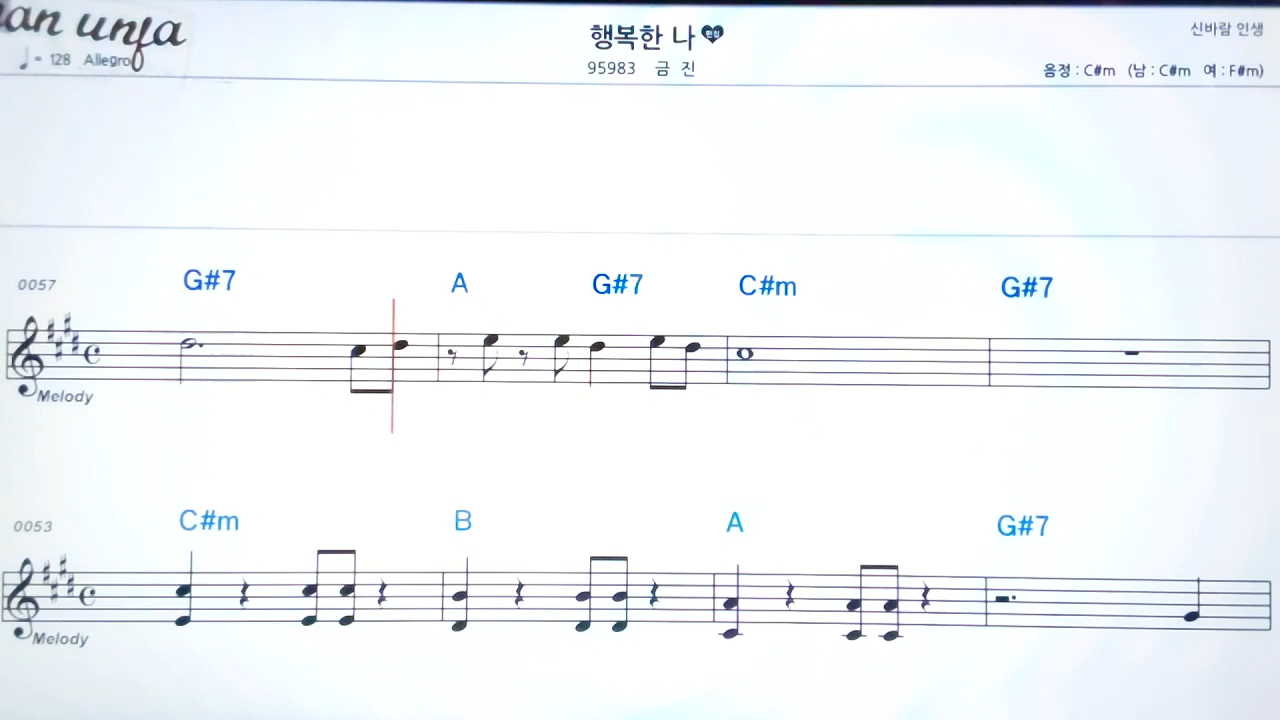 an unfa
♩ = 128 Allegro
행복한 나
95983 금 진
신바람 인생
음정 : C#m (남 : C#m 여 : F#m)
0057
G#7 A G#7 C#m G#7
Melody
0053
C#m B A G#7
Melody